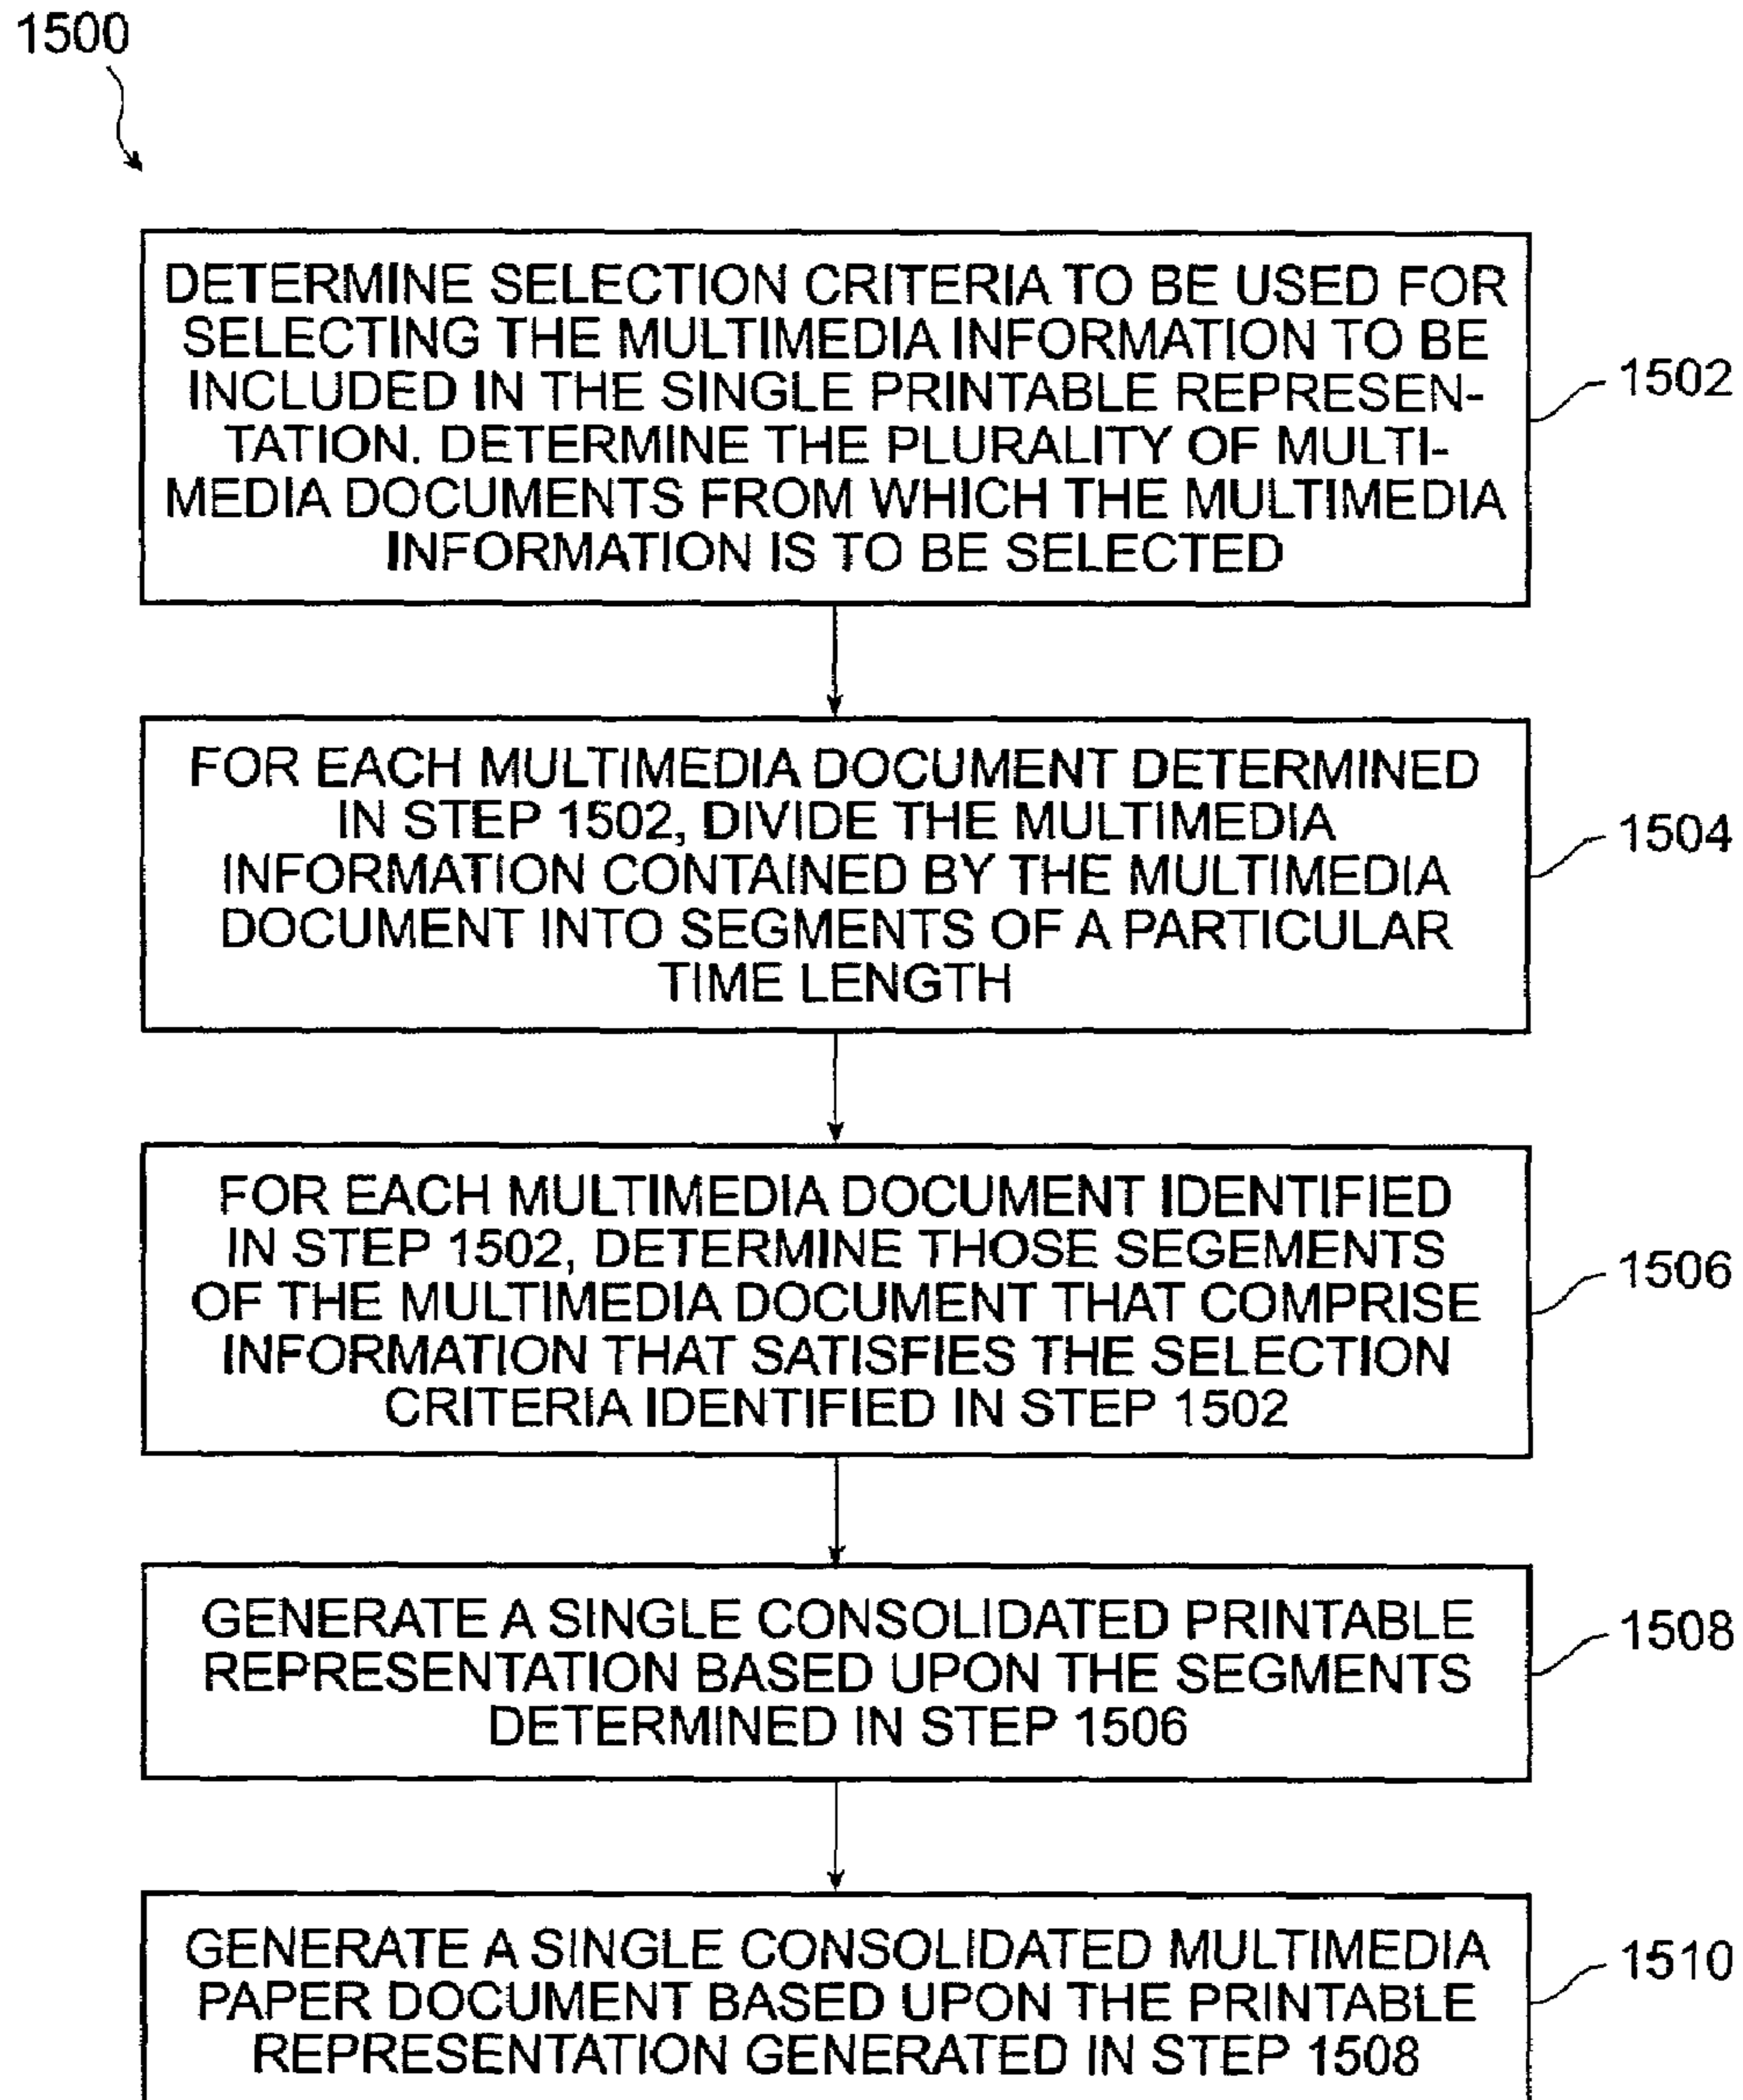 1500
DETERMINE SELECTION CRITERIA TO BE USED FOR
SELECTING THE MULTIMEDIA INFORMATION TO BE
INCLUDED IN THE SINGLE PRINTABLE REPRESEN-
TATION. DETERMINE THE PLURALITY OF MULTI-
MEDIA DOCUMENTS FROM WHICH THE MULTIMEDIA
INFORMATION IS TO BE SELECTED
1502
FOR EACH MULTIMEDIA DOCUMENT DETERMINED
IN STEP 1502, DIVIDE THE MULTIMEDIA
INFORMATION CONTAINED BY THE MULTIMEDIA
DOCUMENT INTO SEGMENTS OF A PARTICULAR
TIME LENGTH
1504
FOR EACH MULTIMEDIA DOCUMENT IDENTIFIED
IN STEP 1502, DETERMINE THOSE SEGEMENTS
OF THE MULTIMEDIA DOCUMENT THAT COMPRISE
INFORMATION THAT SATISFIES THE SELECTION
CRITERIA IDENTIFIED IN STEP 1502
1506
GENERATE A SINGLE CONSOLIDATED PRINTABLE
REPRESENTATION BASED UPON THE SEGMENTS
DETERMINED IN STEP 1506
1508
GENERATE A SINGLE CONSOLIDATED MULTIMEDIA
PAPER DOCUMENT BASED UPON THE PRINTABLE
REPRESENTATION GENERATED IN STEP 1508
1510